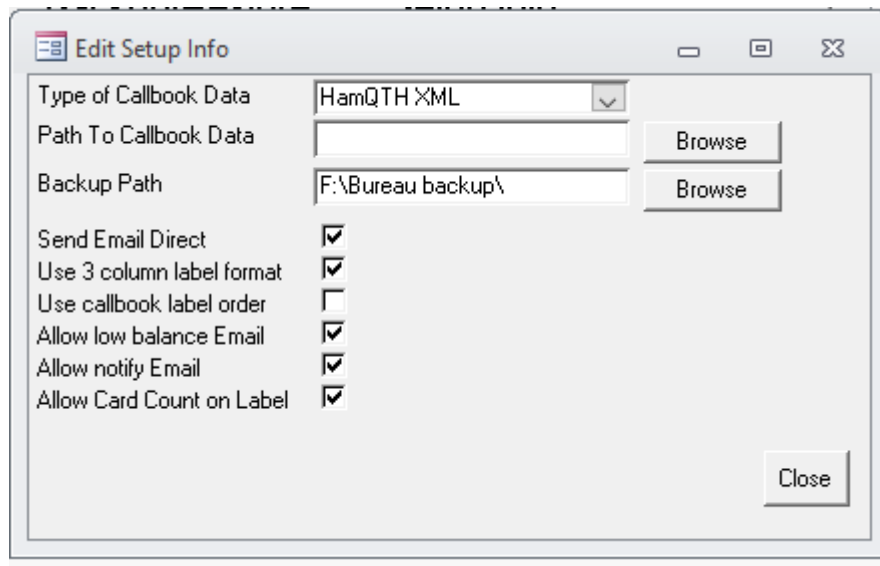 Edit Setup Info
Type of Callbook Data HamQTH XML
Path To Callbook Data Browse
Backup Path F:\Bureau backup\ Browse
Send Email Direct
Use 3 column label format
Use callbook label order
Allow low balance Email
Allow notify Email
Allow Card Count on Label
Close